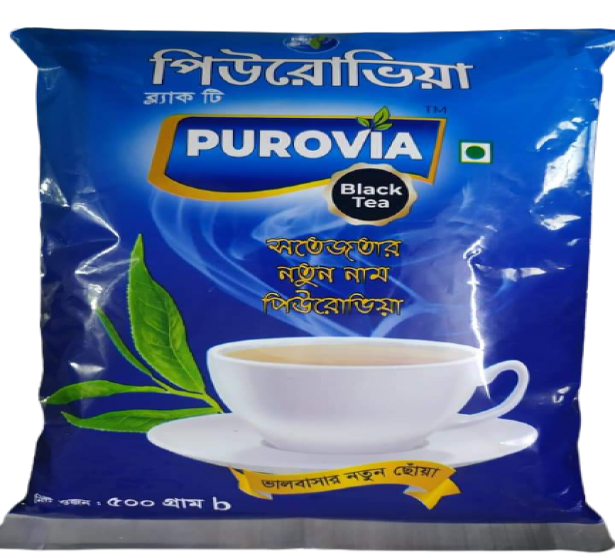 পিউরোভিয়া
ব্ল্যাক টি
TM
PUROVIA
Black
Tea
সতেজতার
নতুন নাম
পিউরোভিয়া
ভালবাসার নতুন ছোঁয়া
ওজন : ৫০০ গ্রাম b